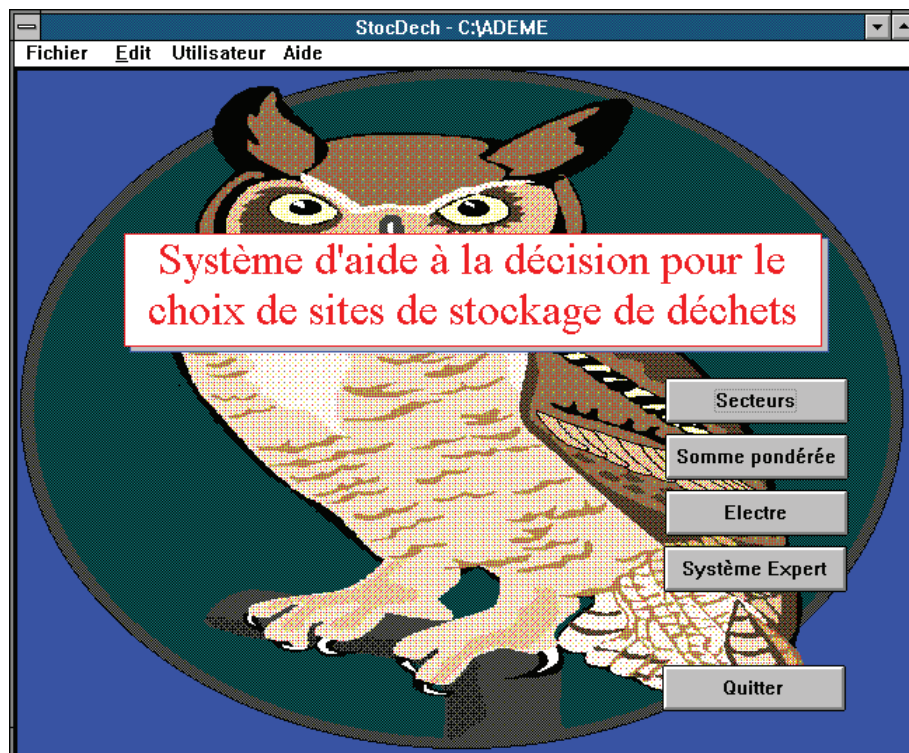 StocDech - C:\ADEME
Fichier Edit Utilisateur Aide
Système d'aide à la décision pour le
choix de sites de stockage de déchets
Secteurs
Somme pondérée
Electre
Système Expert
Quitter